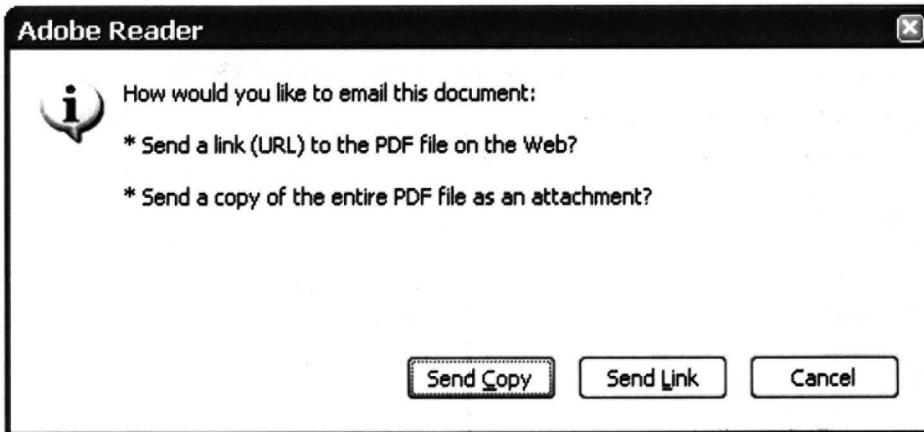 Adobe Reader
How would you like to email this document:
* Send a link (URL) to the PDF file on the Web?
* Send a copy of the entire PDF file as an attachment?
Send Copy Send Link Cancel